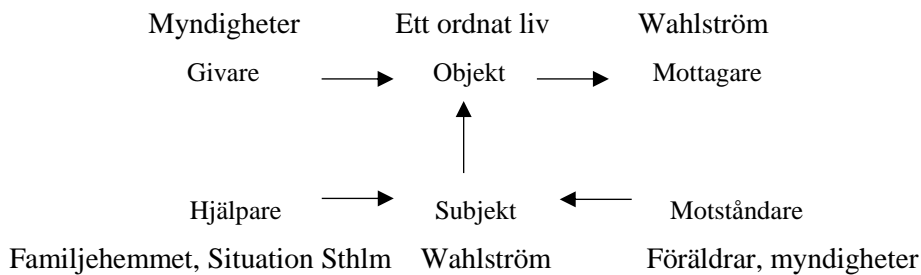 Myndigheter Ett ordnat liv Wahlström
Givare Objekt Mottagare
Hjälpare Subjekt Motståndare
Familjehemmet, Situation Sthlm Wahlström Föräldrar, myndigheter